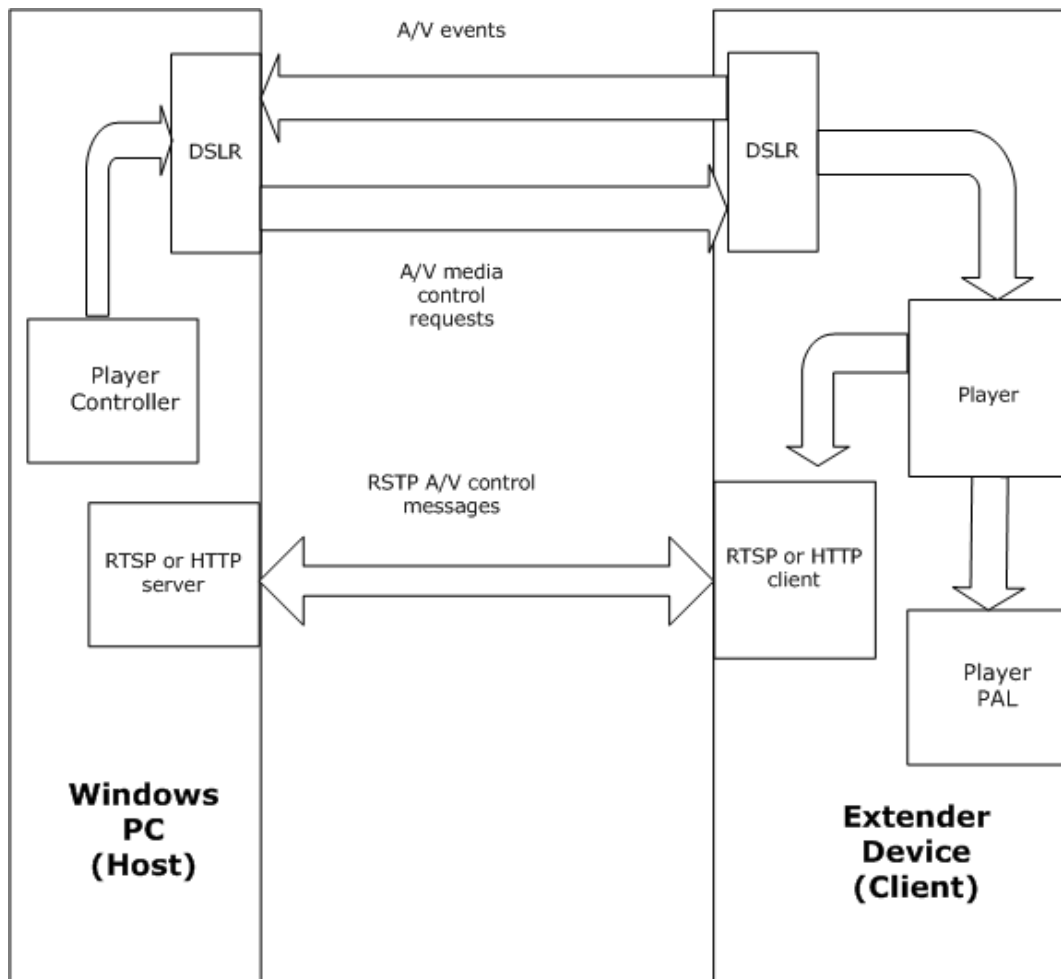 A/V events
DSLR
DSLR
A/V media
control
requests
Player
Controller
Player
RSTP A/V control
messages
RTSP or HTTP
server
RTSP or HTTP
client
Player
PAL
Windows
PC
(Host)
Extender
Device
(Client)